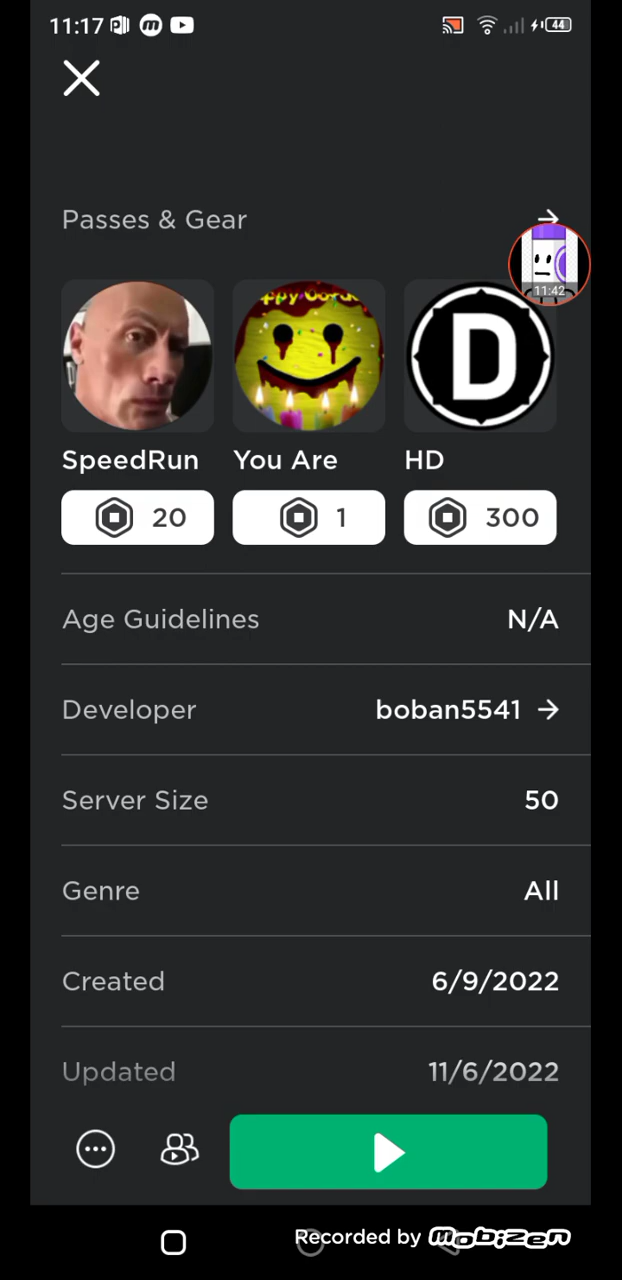 11:17
44
Passes & Gear
11:42
D
SpeedRun
You Are
HD
20
1
300
Age Guidelines
N/A
Developer
boban5541
Server Size
50
Genre
All
Created
6/9/2022
Updated
11/6/2022
Recorded by mobizen